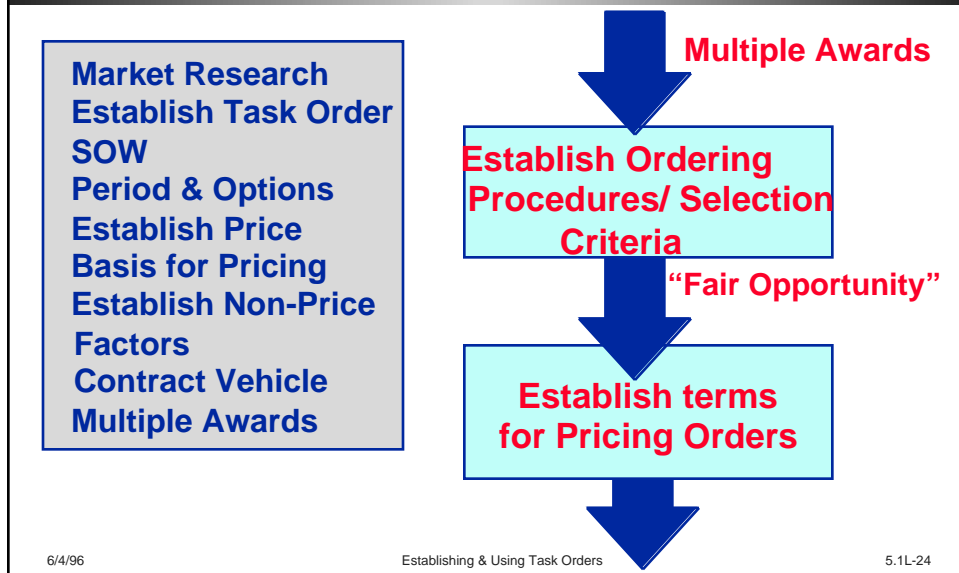 Market Research
Establish Task Order
SOW
Period & Options
Establish Price
Basis for Pricing
Establish Non-Price
Factors
Contract Vehicle
Multiple Awards
Multiple Awards
Establish Ordering
Procedures/ Selection
Criteria
“Fair Opportunity”
Establish terms
for Pricing Orders
6/4/96
Establishing & Using Task Orders
5.1L-24